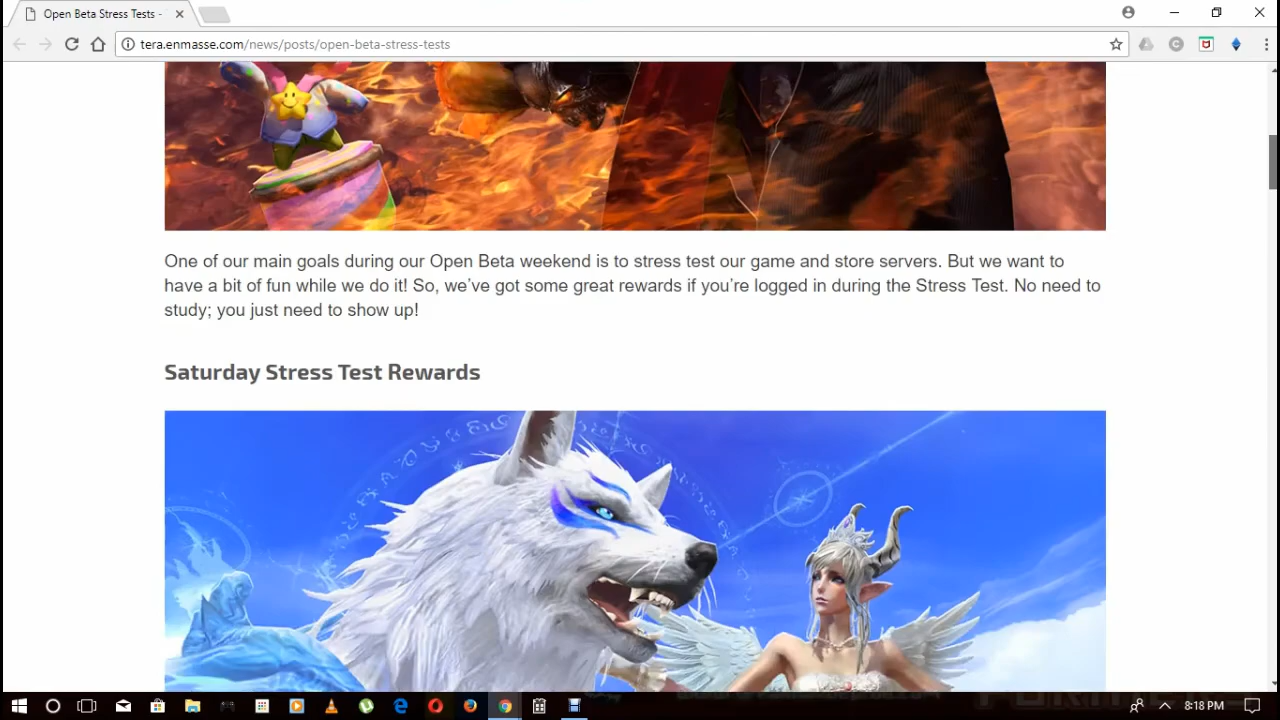 Open Beta Stress Tests -
tera.enmasse.com/news/posts/open-beta-stress-tests
One of our main goals during our Open Beta weekend is to stress test our game and store servers. But we want to
have a bit of fun while we do it! So, we’ve got some great rewards if you’re logged in during the Stress Test. No need to
study; you just need to show up!
Saturday Stress Test Rewards
8:18 PM